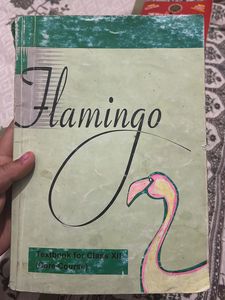 Flamingo
Textbook for Class XII
(Core Course)